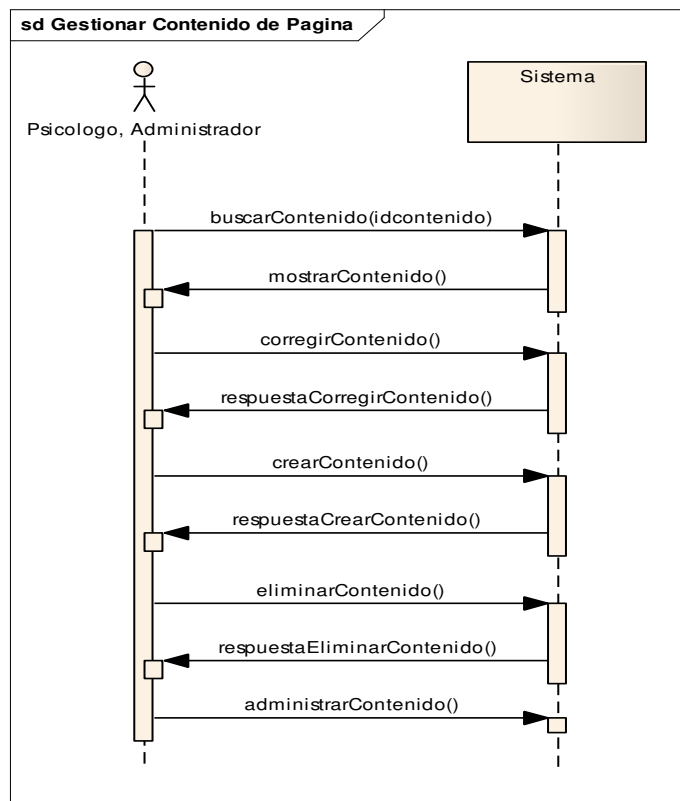 sd Gestionar Contenido de Pagina
Sistema
Psicologo, Administrador
buscarContenido(idcontenido)
mostrarContenido()
corregirContenido()
respuestaCorregirContenido()
crearContenido()
respuestaCrearContenido()
eliminarContenido()
respuestaEliminarContenido()
administrarContenido()